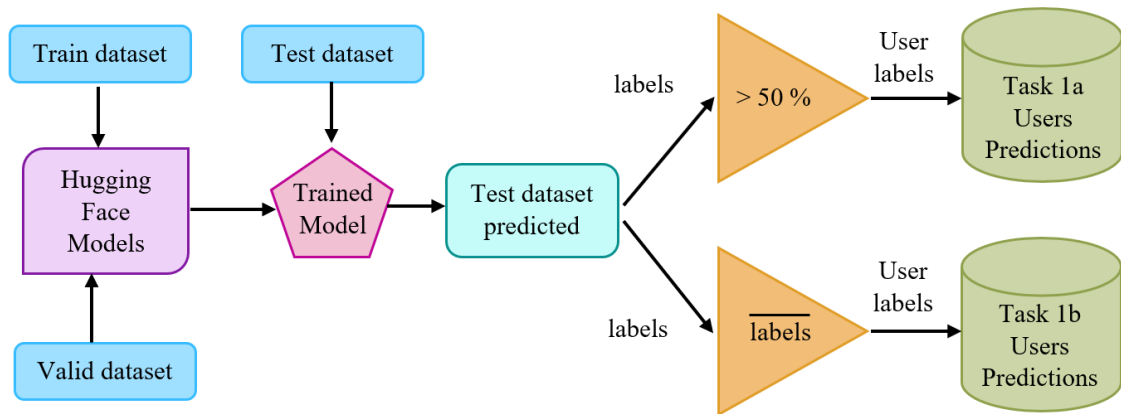 Train dataset
Test dataset
Hugging
Face
Models
Valid dataset
Trained
Model
Test dataset
predicted
labels
> 50 %
User
labels
Task 1a
Users
Predictions
labels
labels
User
labels
Task 1b
Users
Predictions